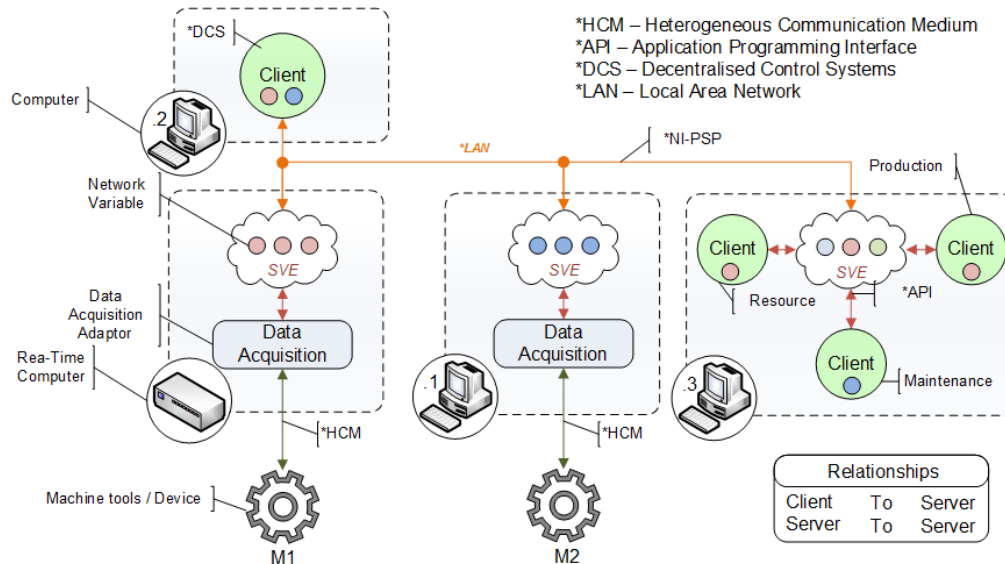 *HCM – Heterogeneous Communication Medium
*API – Application Programming Interface
*DCS – Decentralised Control Systems
*LAN – Local Area Network
*DCS
Client
Computer
.2
*LAN
*NI-PSP
Production
Network
Variable
SVE
SVE
Client
SVE
Client
Resource
*API
Data
Acquisition
Adaptor
Data
Acquisition
Data
Acquisition
Client
Maintenance
Rea-Time
Computer
.1
.3
*HCM
*HCM
Machine tools / Device
M1
M2
Relationships
Client To Server
Server To Server